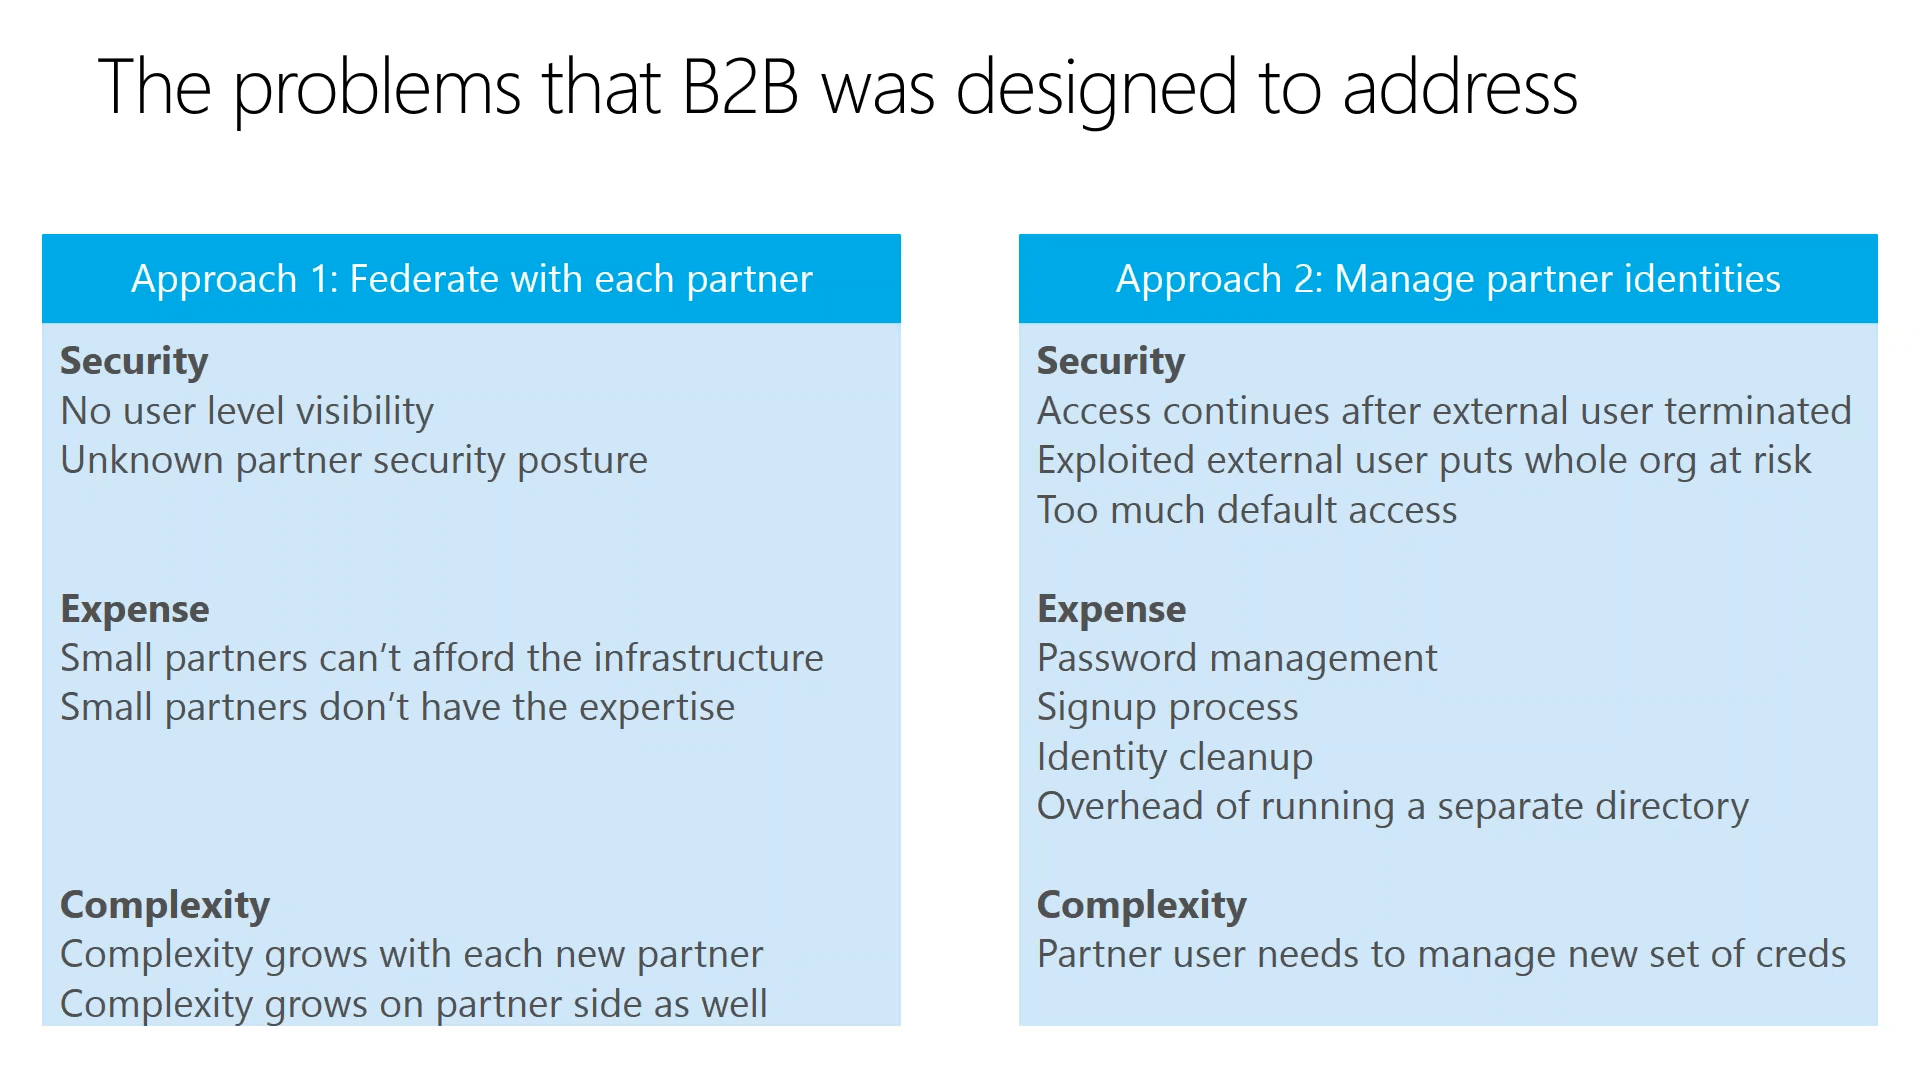 The problems that B2B was designed to address
Approach 1: Federate with each partner
Security
No user level visibility
Unknown partner security posture
Expense
Small partners can’t afford the infrastructure
Small partners don’t have the expertise
Complexity
Complexity grows with each new partner
Complexity grows on partner side as well
Approach 2: Manage partner identities
Security
Access continues after external user terminated
Exploited external user puts whole org at risk
Too much default access
Expense
Password management
Signup process
Identity cleanup
Overhead of running a separate directory
Complexity
Partner user needs to manage new set of creds